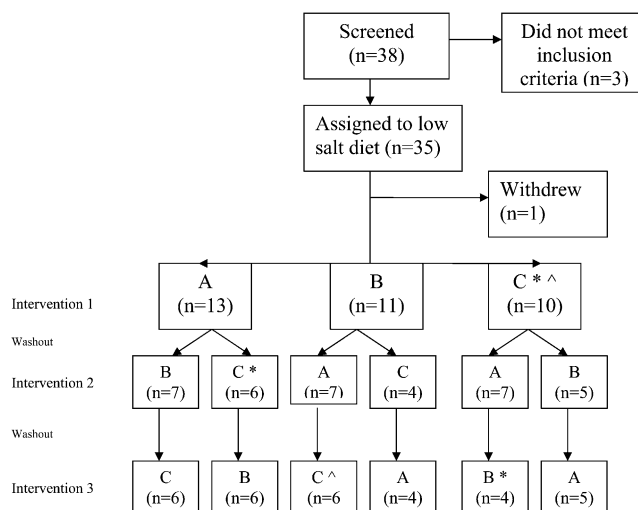 Screened
(n=38)
Did not meet
inclusion
criteria (n=3)
Assigned to low
salt diet (n=35)
Withdrew
(n=1)
Intervention 1
A
(n=13)
B
(n=11)
C * ^
(n=10)
Washout
Intervention 2
B
(n=7)
C *
(n=6)
A
(n=7)
C
(n=4)
A
(n=7)
B
(n=5)
Washout
Intervention 3
C
(n=6)
B
(n=6)
C ^
(n=6
A
(n=4)
B *
(n=4)
A
(n=5)